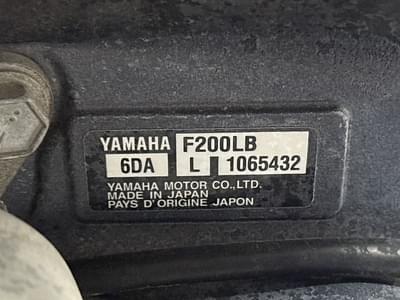 YAMAHA F200LB
6DA L 1065432
YAMAHA MOTOR CO.,LTD.
MADE IN JAPAN
PAYS D'ORIGINE JAPON